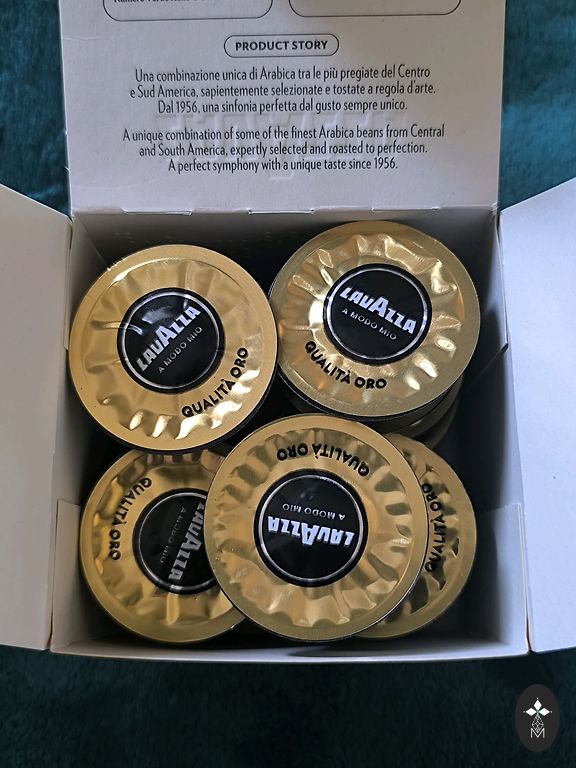 PRODUCT STORY
Una combinazione unica di Arabica tra le più pregiate del Centro
e Sud America, sapientemente selezionate e tostate a regola d'arte.
Dal 1956, una sinfonia perfetta dal gusto sempre unico.
A unique combination of some of the finest Arabica beans from Central
and South America, expertly selected and roasted to perfection.
A perfect symphony with a unique taste since 1956.
LAVAZZA
A MODO MIO
QUALITÀ ORO
LAVAZZA
A MODO MIO
QUALITÀ ORO
QUALITÀ ORO
LAVAZZA
A MODO MIO
QUALITÀ ORO
LAVAZZA
A MODO MIO
QUALITÀ ORO
M